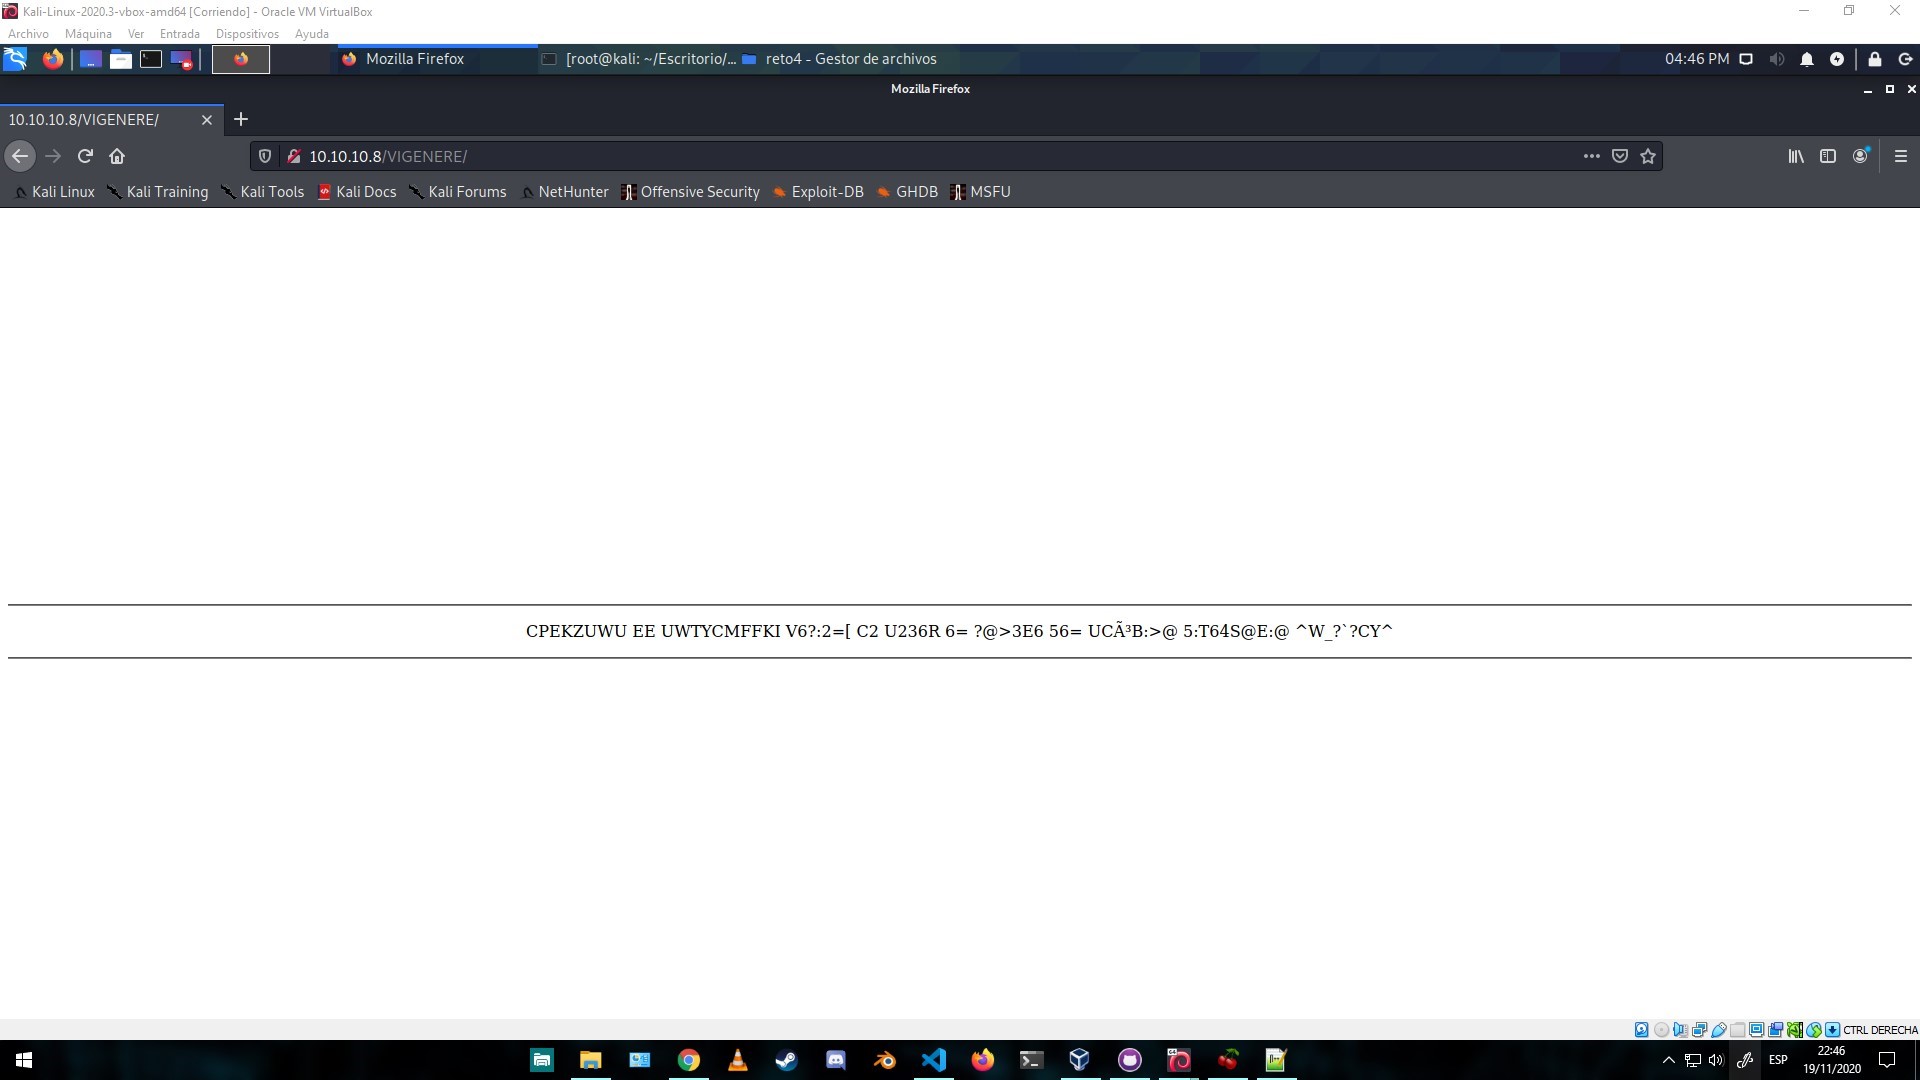 Kali-Linux-2020.3-vbox-amd64 [Corriendo] - Oracle VM VirtualBox
Archivo Máquina Ver Entrada Dispositivos Ayuda
Mozilla Firefox [root@kali: ~/Escritorio/... reto4 - Gestor de archivos 04:46 PM
Mozilla Firefox
10.10.10.8/VIGENERE/
10.10.10.8/VIGENERE/
Kali Linux Kali Training Kali Tools Kali Docs Kali Forums NetHunter Offensive Security Exploit-DB GHDB MSFU
CPEKZUWU EE UWTYCMFFKI V6?:2=[ C2 U236R 6= ?@>3E6 56= UCÃ³B:>@ 5:T64S@E:@ ^W_?`?CY^
CTRL DERECHA
ESP 22:46
19/11/2020